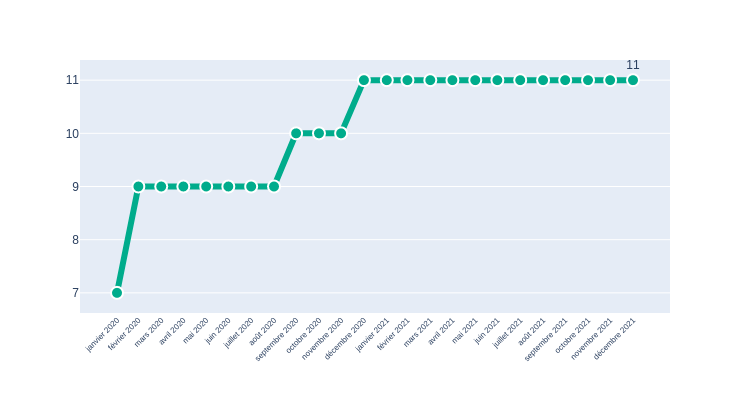 11
11
10
9
8
7
janvier 2020
février 2020
mars 2020
avril 2020
mai 2020
juin 2020
juillet 2020
août 2020
septembre 2020
octobre 2020
novembre 2020
décembre 2020
janvier 2021
février 2021
mars 2021
avril 2021
mai 2021
juin 2021
juillet 2021
août 2021
septembre 2021
octobre 2021
novembre 2021
décembre 2021